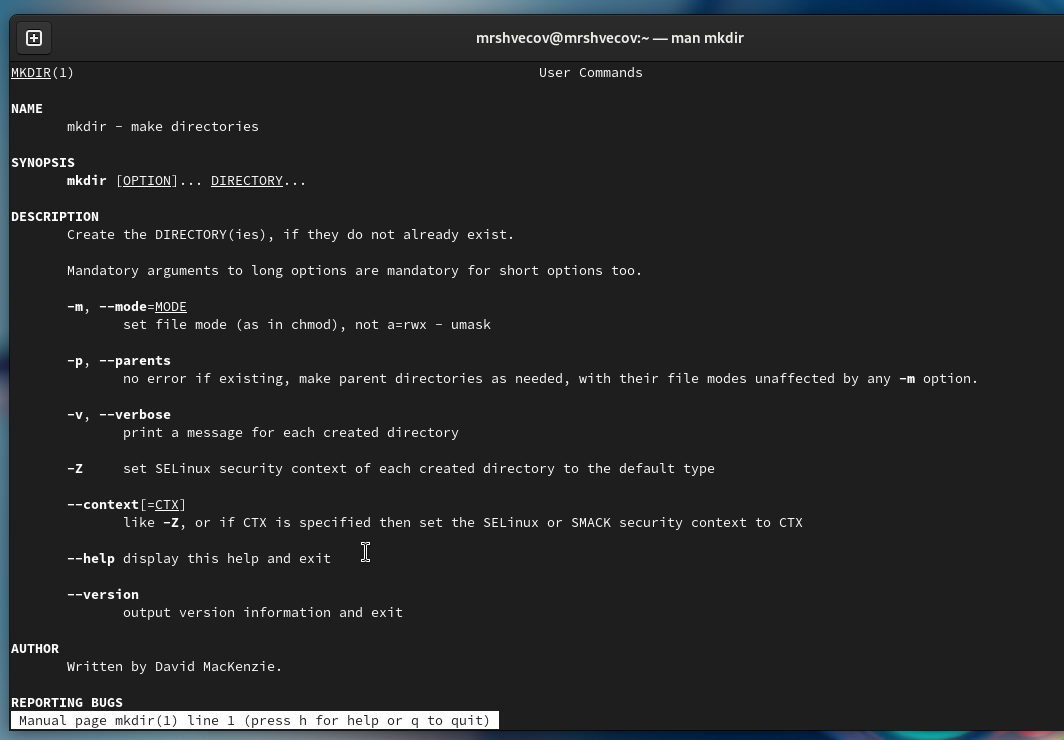 mrshvecov@mrshvecov:~ — man mkdir
MKDIR(1) User Commands
NAME
mkdir - make directories
SYNOPSIS
mkdir [OPTION]... DIRECTORY...
DESCRIPTION
Create the DIRECTORY(ies), if they do not already exist.
Mandatory arguments to long options are mandatory for short options too.
-m, --mode=MODE
set file mode (as in chmod), not a=rwx - umask
-p, --parents
no error if existing, make parent directories as needed, with their file modes unaffected by any -m option.
-v, --verbose
print a message for each created directory
-Z set SELinux security context of each created directory to the default type
--context[=CTX]
like -Z, or if CTX is specified then set the SELinux or SMACK security context to CTX
--help display this help and exit
--version
output version information and exit
AUTHOR
Written by David MacKenzie.
REPORTING BUGS
Manual page mkdir(1) line 1 (press h for help or q to quit)